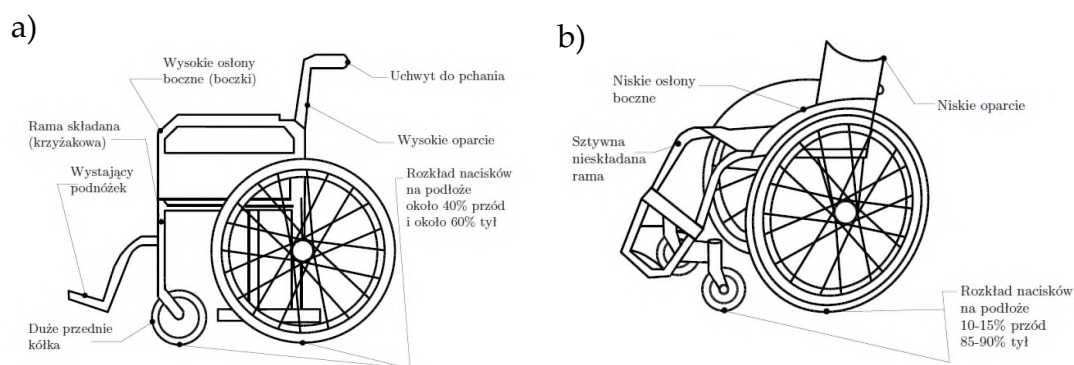 a)
Wysokie osłony
boczne (boczki)
Uchwyt do pchania
Rama składana
(krzyżakowa)
Wysokie oparcie
Wystający
podnóżek
Rozkład nacisków
na podłoże
około 40% przód
i około 60% tył
Duże przednie
kółka
b)
Niskie osłony
boczne
Niskie oparcie
Sztywna
nieskładana
rama
Rozkład nacisków
na podłoże
10-15% przód
85-90% tył